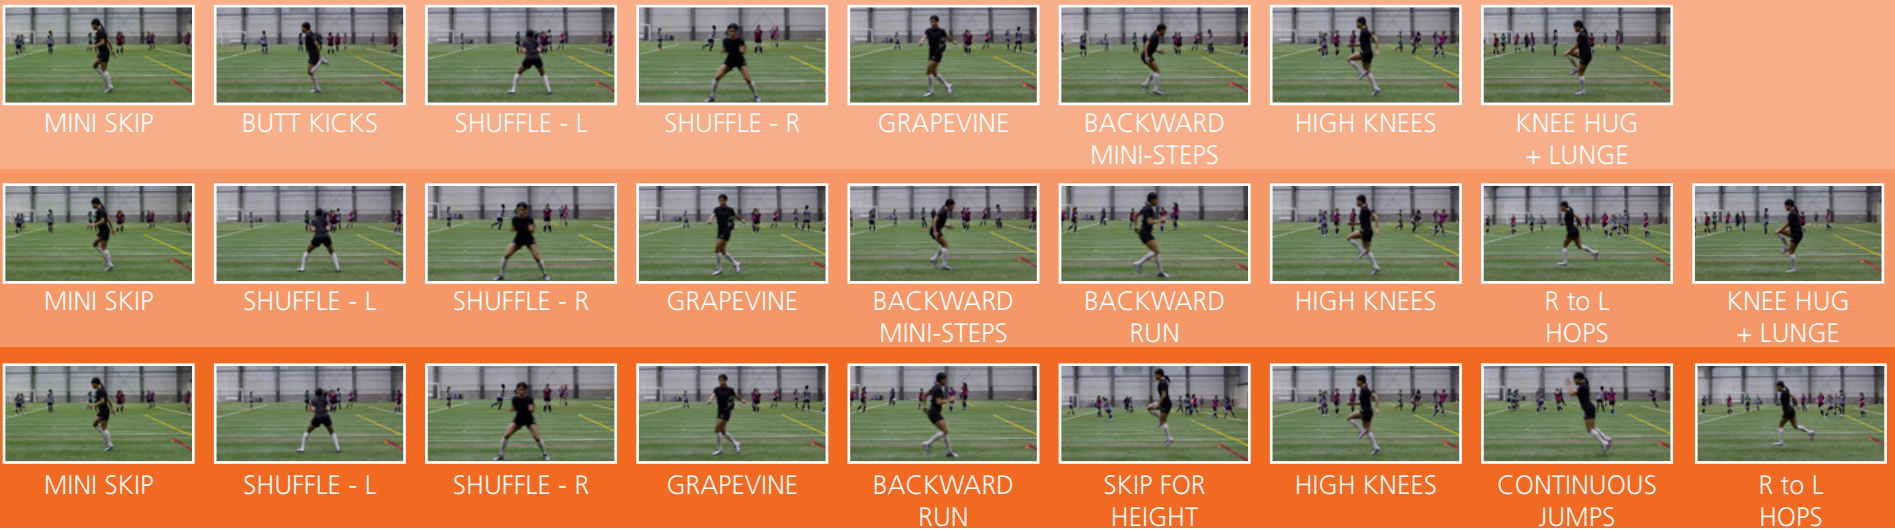 MINI SKIP
BUTT KICKS
SHUFFLE - L
SHUFFLE - R
GRAPEVINE
BACKWARD
MINI-STEPS
HIGH KNEES
KNEE HUG
+ LUNGE
MINI SKIP
SHUFFLE - L
SHUFFLE - R
GRAPEVINE
BACKWARD
MINI-STEPS
BACKWARD
RUN
HIGH KNEES
R to L
HOPS
KNEE HUG
+ LUNGE
MINI SKIP
SHUFFLE - L
SHUFFLE - R
GRAPEVINE
BACKWARD
RUN
SKIP FOR
HEIGHT
HIGH KNEES
CONTINUOUS
JUMPS
R to L
HOPS